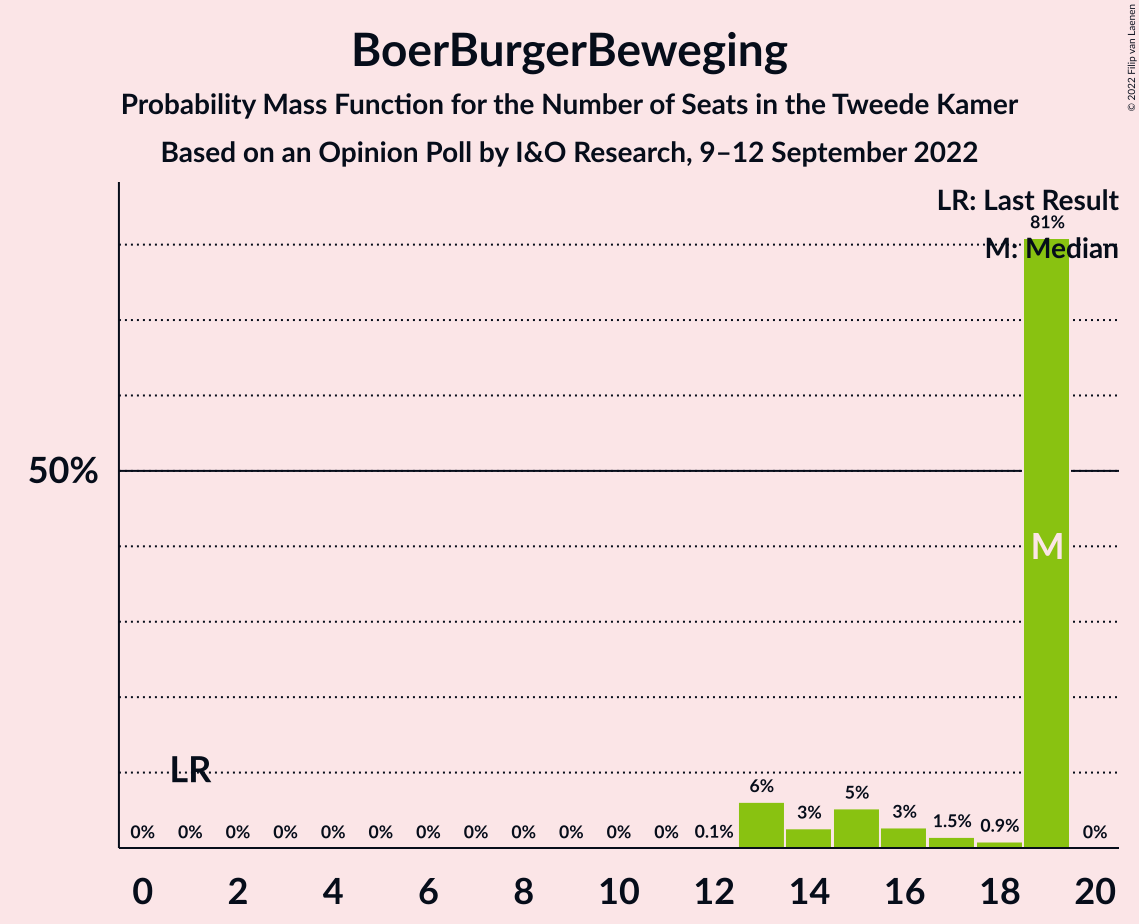 BoerBurgerBeweging
Probability Mass Function for the Number of Seats in the Tweede Kamer
Based on an Opinion Poll by I&O Research, 9–12 September 2022
© 2022 Filip van Laenen
LR: Last Result
81%
M: Median
50%
M
LR
0% 0% 0% 0% 0% 0% 0% 0% 0% 0% 0% 0% 0.1% 6% 3% 5% 3% 1.5% 0.9% 0%
0 2 4 6 8 10 12 14 16 18 20